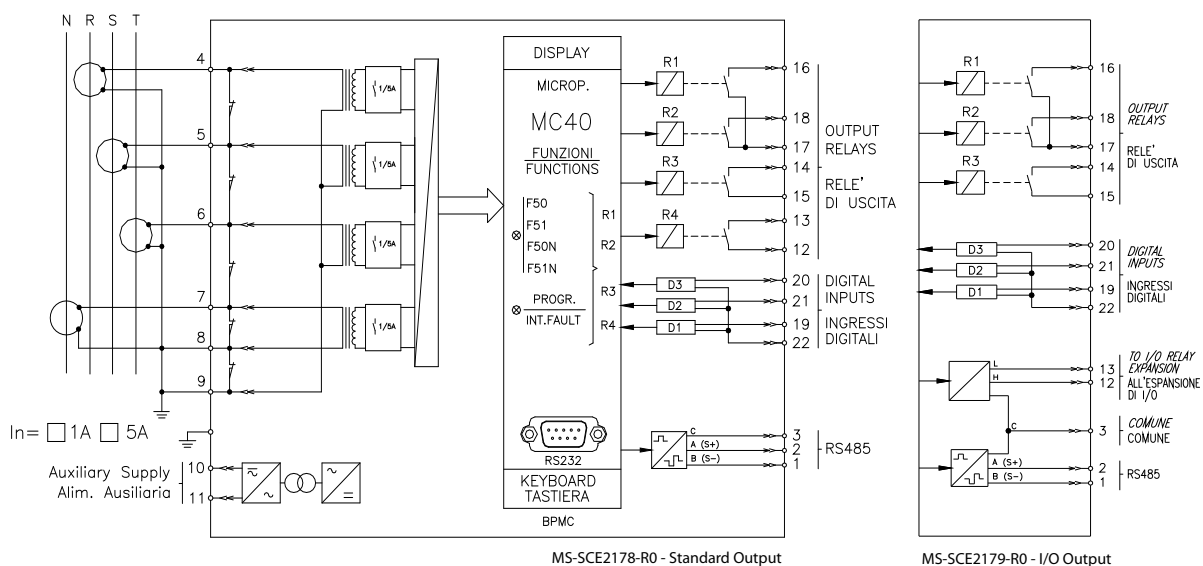 N R S T
4
5
6
7
8
9
In= 1A 5A
Auxiliary Supply
Alim. Ausiliaria
10
11
1/5A
1/5A
1/5A
1/5A
DISPLAY
MICROP.
MC40
FUNZIONI
FUNCTIONS
F50
F51
F50N
F51N
PROGR.
INT.FAULT
R1
R2
R3
R4
RS232
KEYBOARD
TASTIERA
BPMC
R1
R2
R3
R4
D3
D2
D1
C
A (S+)
B (S-)
16
18
17
14
15
13
12
20
21
19
22
3
2
1
OUTPUT
RELAYS
RELE'
DI USCITA
DIGITAL
INPUTS
INGRESSI
DIGITALI
RS485
MS-SCE2178-R0 - Standard Output
R1
R2
R3
D3
D2
D1
L
H
C
A (S+)
B (S-)
16
18
17
14
15
20
21
19
22
13
12
3
2
1
OUTPUT
RELAYS
RELE'
DI USCITA
DIGITAL
INPUTS
INGRESSI
DIGITALI
TO I/O RELAY
EXPANSION
ALL'ESPANSIONE
DI I/O
COMUNE
COMUNE
RS485
MS-SCE2179-R0 - I/O Output